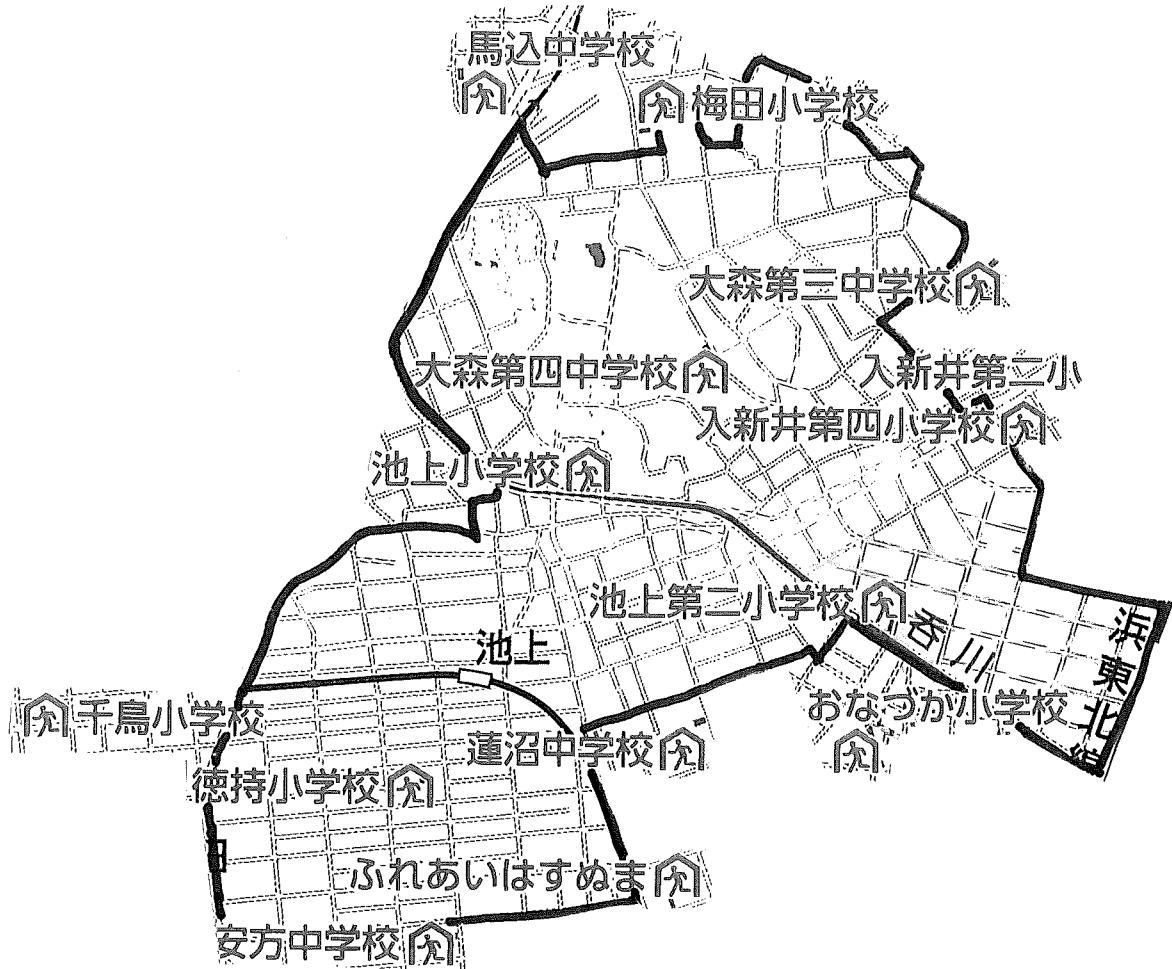 馬込中学校
梅田小学校
大森第三中学校
大森第四中学校
入新井第二小
入新井第四小学校
池上小学校
池上第二小学校
呑川
浜東北線
池上
おなづか小学校
千鳥小学校
蓮沼中学校
徳持小学校
ふれあいはすぬま
安方中学校